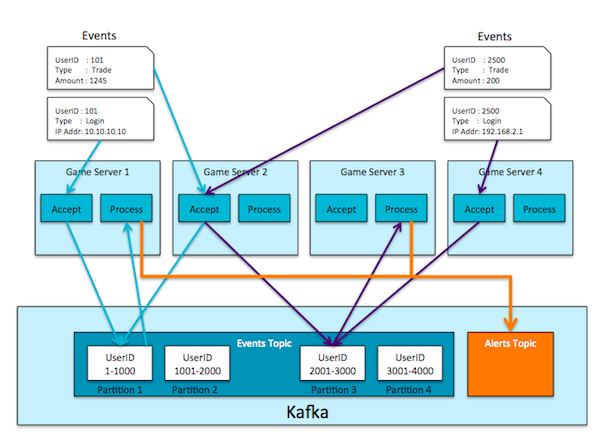 Events
Events
UserID : 101
Type : Trade
Amount : 1245
UserID : 2500
Type : Trade
Amount : 200
UserID : 101
Type : Login
IP Addr: 10.10.10.10
UserID : 2500
Type : Login
IP Addr: 192.168.2.1
Game Server 1
Game Server 2
Game Server 3
Game Server 4
Accept
Process
Accept
Process
Accept
Process
Accept
Process
Events Topic
Alerts Topic
UserID
1-1000
UserID
1001-2000
UserID
2001-3000
UserID
3001-4000
Partition 1
Partition 2
Partition 3
Partition 4
Kafka